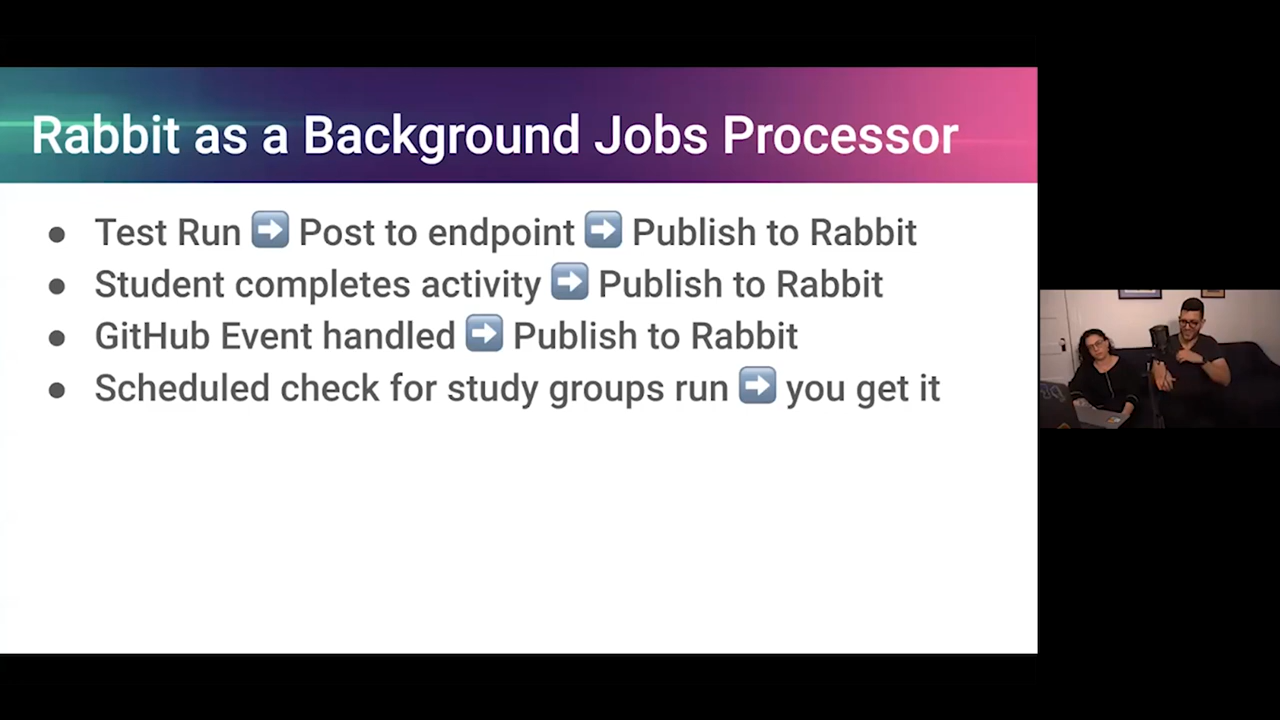 Rabbit as a Background Jobs Processor
● Test Run ➡️ Post to endpoint ➡️ Publish to Rabbit
● Student completes activity ➡️ Publish to Rabbit
● GitHub Event handled ➡️ Publish to Rabbit
● Scheduled check for study groups run ➡️ you get it